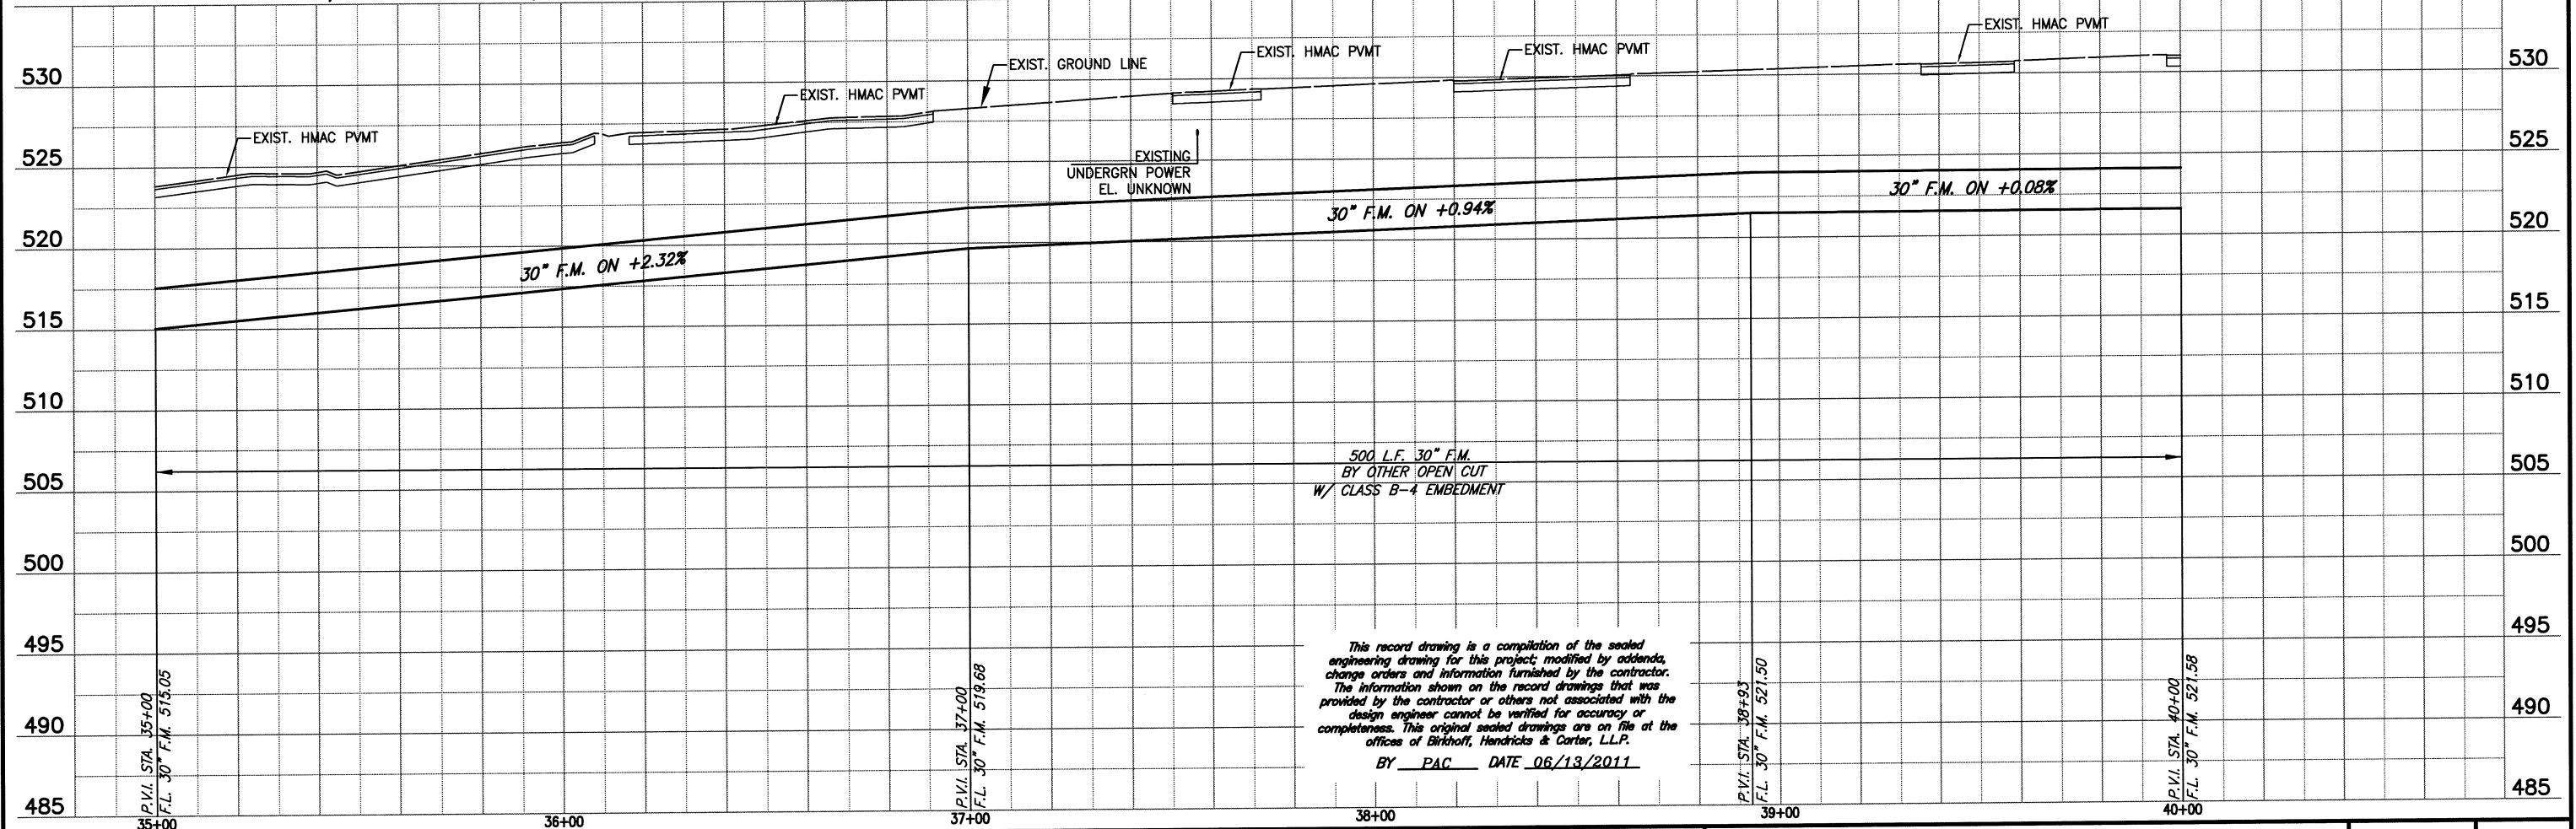 EXIST. HMAC PVMT
EXIST. HMAC PVMT
EXIST. HMAC PVMT
EXIST. GROUND LINE
530
530
EXIST. HMAC PVMT
EXIST. HMAC PVMT
525
EXISTING
UNDERGRN POWER
EL. UNKNOWN
525
30" F.M. ON +0.08%
30" F.M. ON +0.94%
520
520
30" F.M. ON +2.32%
515
515
510
510
500 L.F. 30" F.M.
BY OTHER OPEN CUT
W/ CLASS B-4 EMBEDMENT
505
505
500
500
495
495
This record drawing is a compilation of the sealed
engineering drawing for this project; modified by addenda,
change orders and information furnished by the contractor.
The information shown on the record drawings that was
provided by the contractor or others not associated with the
design engineer cannot be verified for accuracy or
completeness. This original sealed drawings are on file at the
offices of Birkhoff, Hendricks & Carter, L.L.P.
BY PAC DATE 06/13/2011
P.V.I. STA. 35+00
F.L. 30" F.M. 515.05
P.V.I. STA. 37+00
F.L. 30" F.M. 519.68
P.V.I. STA. 38+93
F.L. 30" F.M. 521.50
P.V.I. STA. 40+00
F.L. 30" F.M. 521.58
490
490
485
485
35+00
36+00
37+00
38+00
39+00
40+00